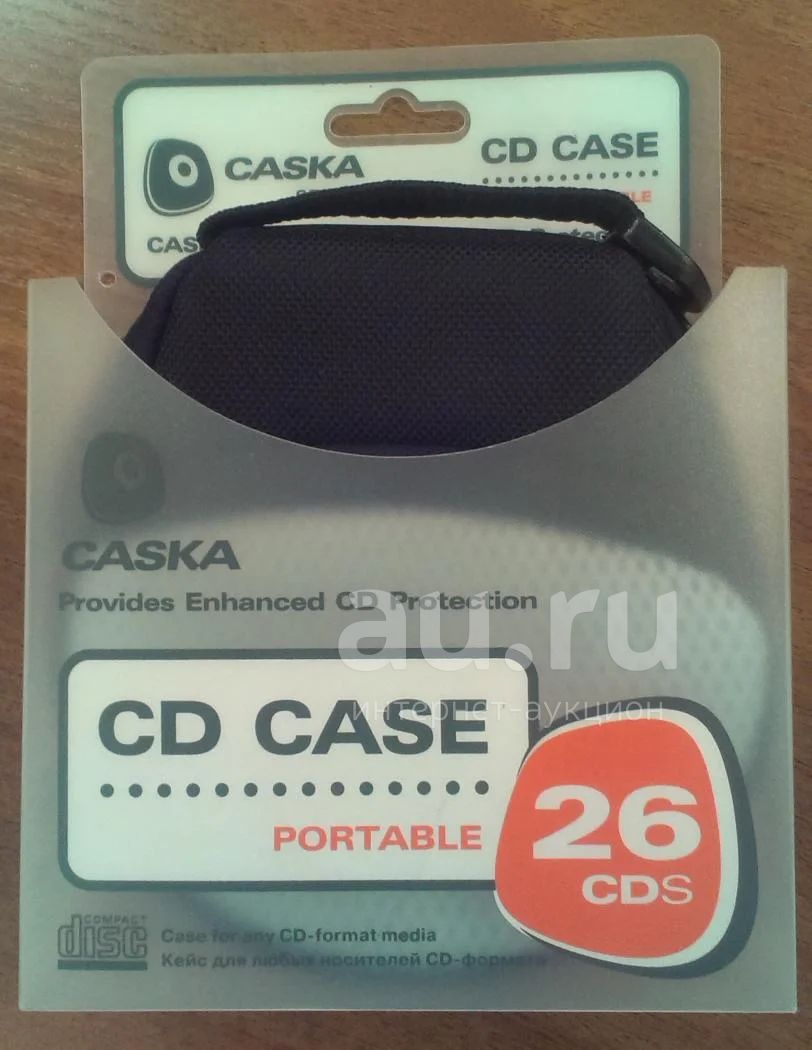 CASKA
CD CASE
CASKA
Provides Enhanced CD Protection
au.ru
интернет-аукцион
CD CASE
PORTABLE
26
CDs
COMPACT
disc
Case for any CD-format media
Кейс для любых носителей CD-формата